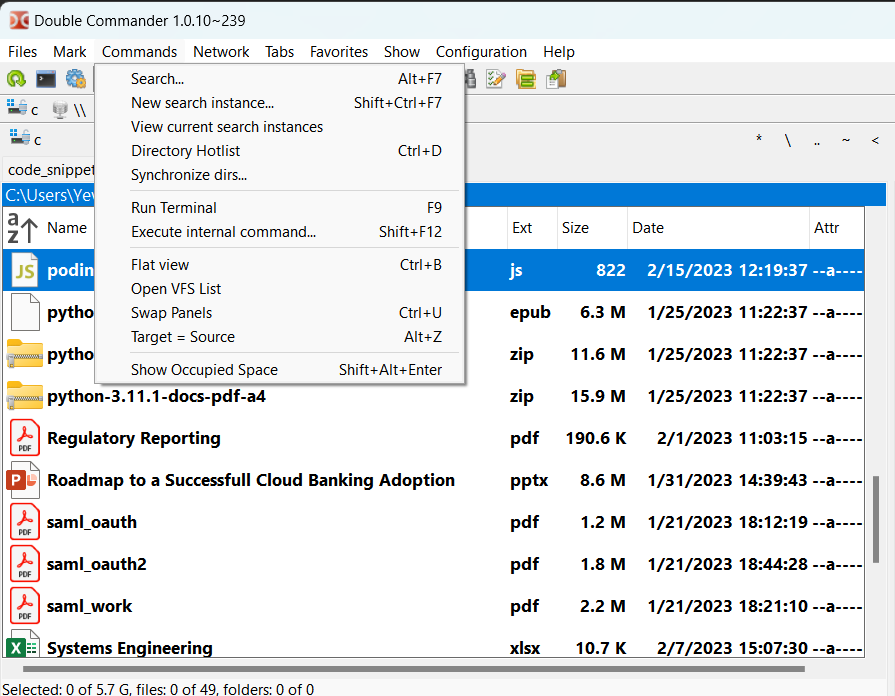 Double Commander 1.0.10~239
Files Mark Commands Network Tabs Favorites Show Configuration Help
Search... Alt+F7
New search instance... Shift+Ctrl+F7
View current search instances
Directory Hotlist Ctrl+D
Synchronize dirs...
Run Terminal F9
Execute internal command... Shift+F12
Flat view Ctrl+B
Open VFS List
Swap Panels Ctrl+U
Target = Source Alt+Z
Show Occupied Space Shift+Alt+Enter
c \\
c * \ .. ~ <
code_snippet
C:\Users\Yev
a z Name Ext Size Date Attr
JS podin js 822 2/15/2023 12:19:37 --a----
pytho epub 6.3 M 1/25/2023 11:22:37 --a----
pytho zip 11.6 M 1/25/2023 11:22:37 --a----
python-3.11.1-docs-pdf-a4 zip 15.9 M 1/25/2023 11:22:37 --a----
PDF Regulatory Reporting pdf 190.6 K 2/1/2023 11:03:15 --a----
P Roadmap to a Successfull Cloud Banking Adoption pptx 8.6 M 1/31/2023 14:39:43 --a----
PDF saml_oauth pdf 1.2 M 1/21/2023 18:12:19 --a----
PDF saml_oauth2 pdf 1.8 M 1/21/2023 18:44:28 --a----
PDF saml_work pdf 2.2 M 1/21/2023 18:21:10 --a----
X Systems Engineering xlsx 10.7 K 2/7/2023 15:07:30 --a----
Selected: 0 of 5.7 G, files: 0 of 49, folders: 0 of 0